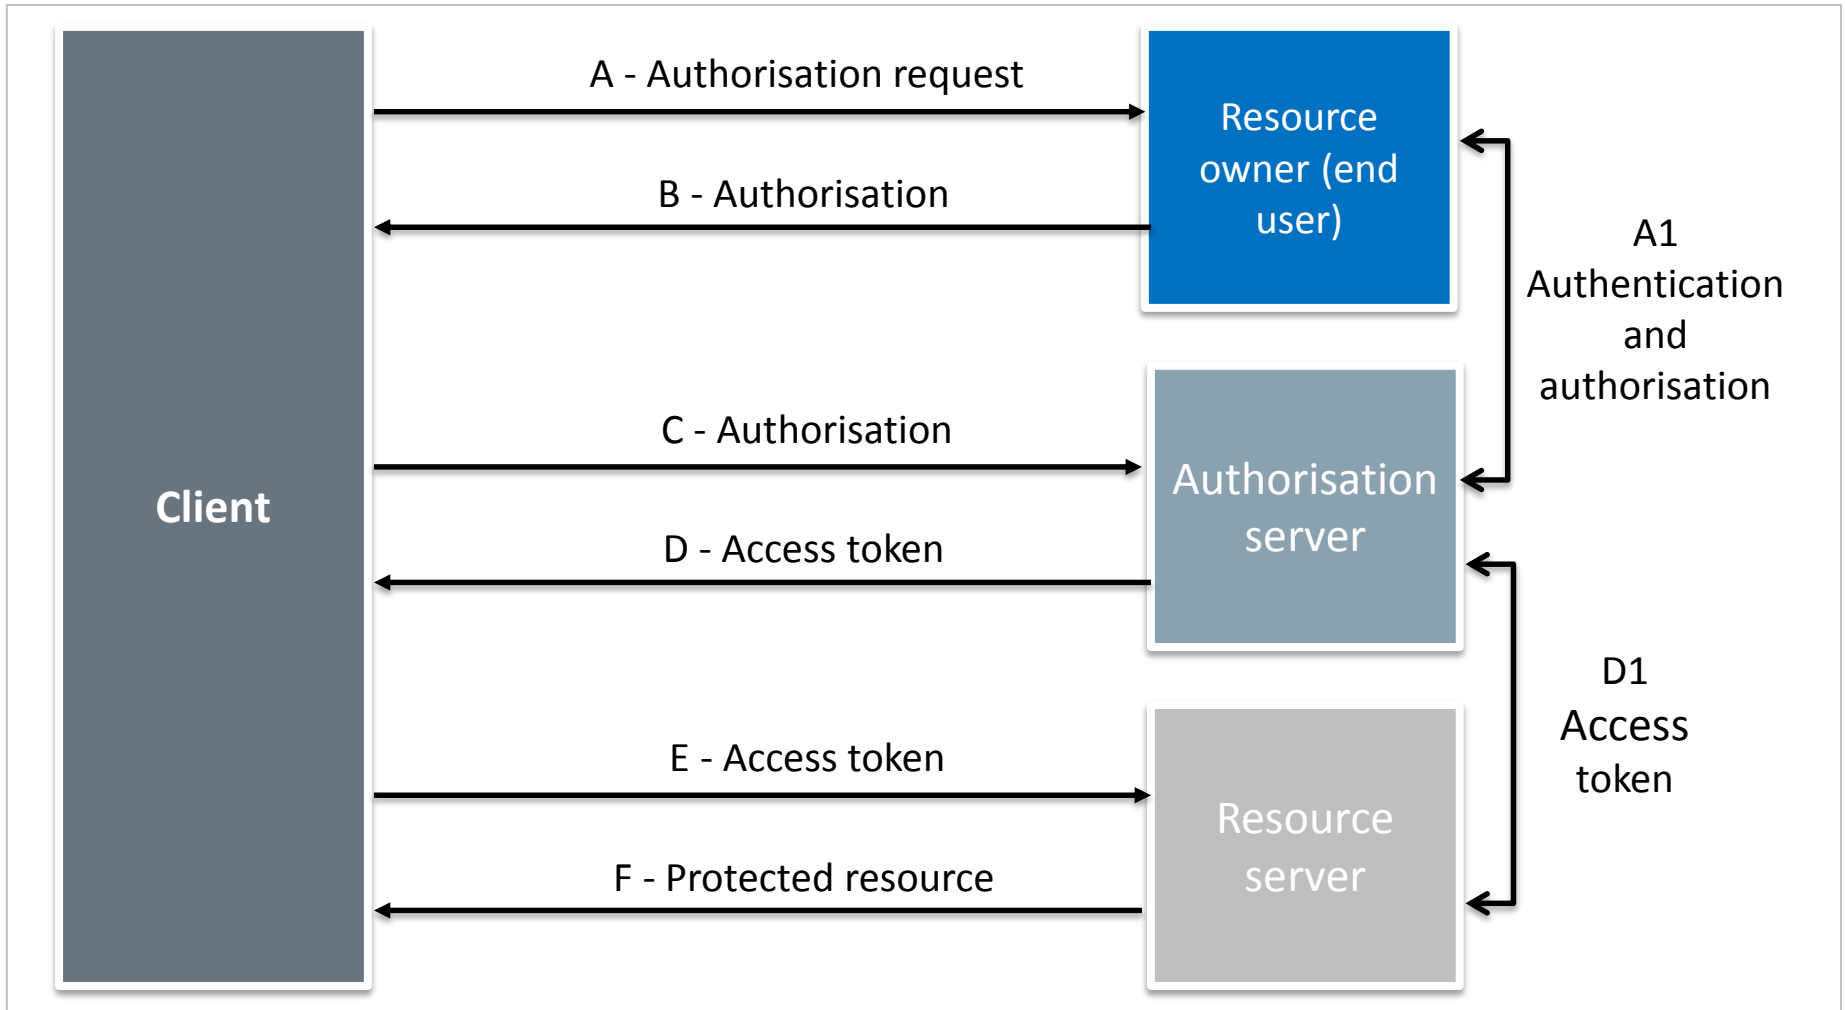 Client
A - Authorisation request
B - Authorisation
Resource
owner (end
user)
A1
Authentication
and
authorisation
C - Authorisation
D - Access token
Authorisation
server
D1
Access
token
E - Access token
F - Protected resource
Resource
server